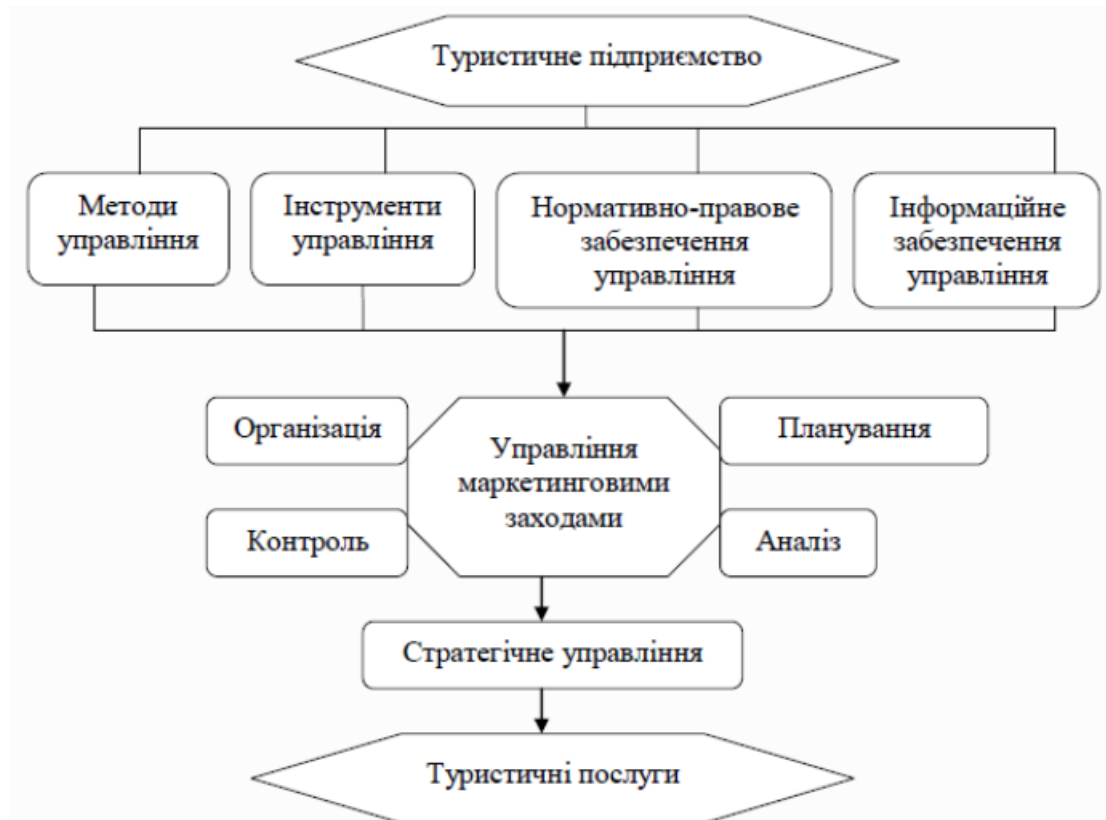 Туристичне підприємство
Методи
управління
Інструменти
управління
Нормативно-правове
забезпечення
управління
Інформаційне
забезпечення
управління
Організація
Планування
Управління
маркетинговими
заходами
Контроль
Аналіз
Стратегічне управління
Туристичні послуги